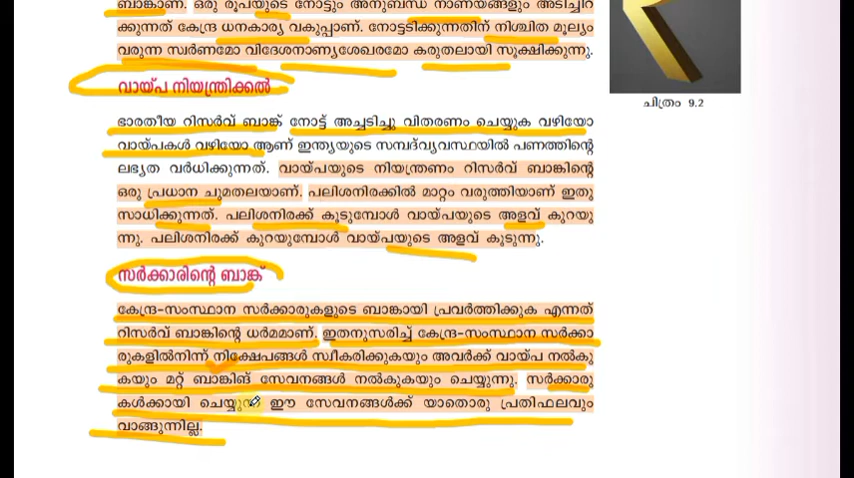 ബാങ്കാണ്. ഒരു രൂപയുടെ നോട്ടും അനുബന്ധ നാണയങ്ങളും അടിച്ചിറ
ക്കുന്നത് കേന്ദ്ര ധനകാര്യ വകുപ്പാണ്. നോട്ടടിക്കുന്നതിന് നിശ്ചിത മൂല്യം
വരുന്ന സ്വർണമോ വിദേശനാണ്യശേഖരമോ കരുതലായി സൂക്ഷിക്കുന്നു.
ചിത്രം 9.2
വായ്പ നിയന്ത്രിക്കൽ
ഭാരതീയ റിസർവ് ബാങ്ക് നോട്ട് അച്ചടിച്ചു വിതരണം ചെയ്യുക വഴിയോ
വായ്പകൾ വഴിയോ ആണ് ഇന്ത്യയുടെ സമ്പദ്‌വ്യവസ്ഥയിൽ പണത്തിന്റെ
ലഭ്യത വർധിക്കുന്നത്. വായ്പയുടെ നിയന്ത്രണം റിസർവ് ബാങ്കിന്റെ
ഒരു പ്രധാന ചുമതലയാണ്. പലിശനിരക്കിൽ മാറ്റം വരുത്തിയാണ് ഇതു
സാധിക്കുന്നത്. പലിശനിരക്ക് കൂടുമ്പോൾ വായ്പയുടെ അളവ് കുറയു
ന്നു. പലിശനിരക്ക് കുറയുമ്പോൾ വായ്പയുടെ അളവ് കൂടുന്നു.
സർക്കാരിന്റെ ബാങ്ക്
കേന്ദ്ര-സംസ്ഥാന സർക്കാരുകളുടെ ബാങ്കായി പ്രവർത്തിക്കുക എന്നത്
റിസർവ് ബാങ്കിന്റെ ധർമമാണ്. ഇതനുസരിച്ച് കേന്ദ്ര-സംസ്ഥാന സർക്കാ
രുകളിൽനിന്ന് നിക്ഷേപങ്ങൾ സ്വീകരിക്കുകയും അവർക്ക് വായ്പ നൽകു
കയും മറ്റ് ബാങ്കിങ് സേവനങ്ങൾ നൽകുകയും ചെയ്യുന്നു. സർക്കാരു
കൾക്കായി ചെയ്യുന്ന ഈ സേവനങ്ങൾക്ക് യാതൊരു പ്രതിഫലവും
വാങ്ങുന്നില്ല.